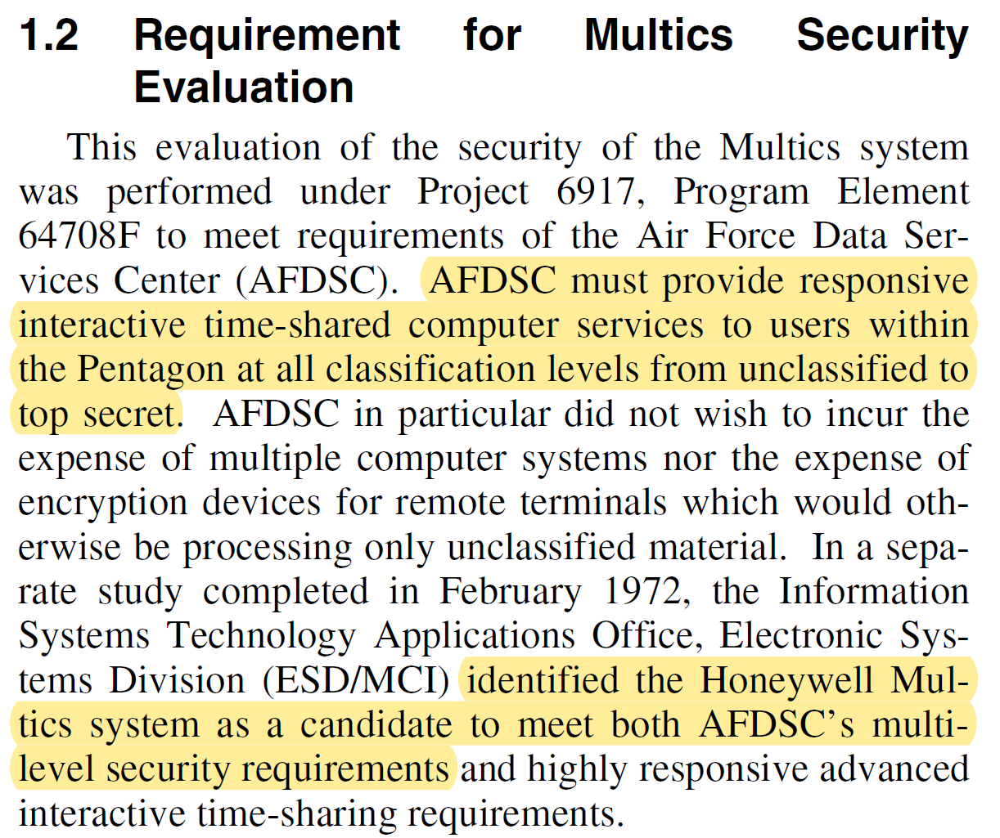 1.2 Requirement for Multics Security
Evaluation
This evaluation of the security of the Multics system
was performed under Project 6917, Program Element
64708F to meet requirements of the Air Force Data Ser-
vices Center (AFDSC). AFDSC must provide responsive
interactive time-shared computer services to users within
the Pentagon at all classification levels from unclassified to
top secret. AFDSC in particular did not wish to incur the
expense of multiple computer systems nor the expense of
encryption devices for remote terminals which would oth-
erwise be processing only unclassified material. In a sepa-
rate study completed in February 1972, the Information
Systems Technology Applications Office, Electronic Sys-
tems Division (ESD/MCI) identified the Honeywell Mul-
tics system as a candidate to meet both AFDSC's multi-
level security requirements and highly responsive advanced
interactive time-sharing requirements.